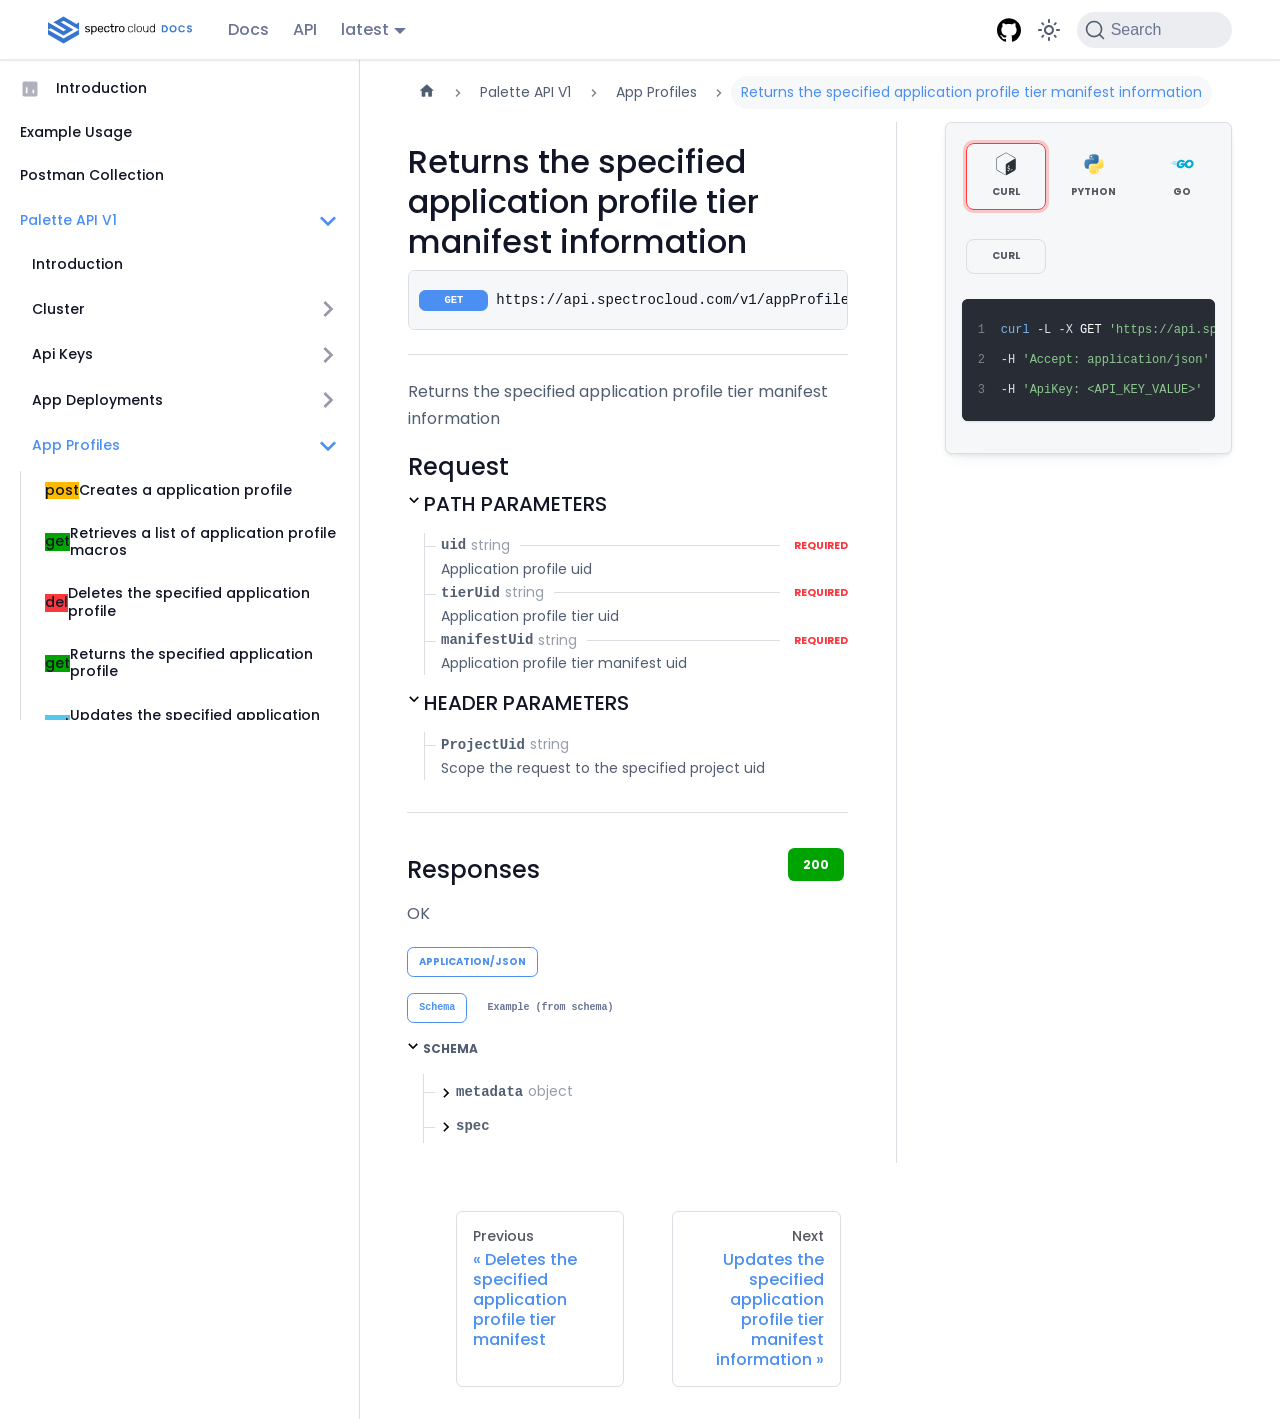 spectro cloud DOCS
Docs
API
latest
Search
Introduction
Example Usage
Postman Collection
Palette API V1
Introduction
Cluster
Api Keys
App Deployments
App Profiles
postCreates a application profile
getRetrieves a list of application profile
macros
delDeletes the specified application
profile
getReturns the specified application
profile
Updates the specified application
Palette API V1
App Profiles
Returns the specified application profile tier manifest information
Returns the specified
application profile tier
manifest information
GET https://api.spectrocloud.com/v1/appProfile
Returns the specified application profile tier manifest
information
Request
PATH PARAMETERS
uid string REQUIRED
Application profile uid
tierUid string REQUIRED
Application profile tier uid
manifestUid string REQUIRED
Application profile tier manifest uid
HEADER PARAMETERS
ProjectUid string
Scope the request to the specified project uid
Responses
200
OK
APPLICATION/JSON
Schema
Example (from schema)
SCHEMA
metadata object
spec
Previous
« Deletes the
specified
application
profile tier
manifest
Next
Updates the
specified
application
profile tier
manifest
information »
CURL
PYTHON
GO
CURL
1 curl -L -X GET 'https://api.sp
2 -H 'Accept: application/json'
3 -H 'ApiKey: <API_KEY_VALUE>'